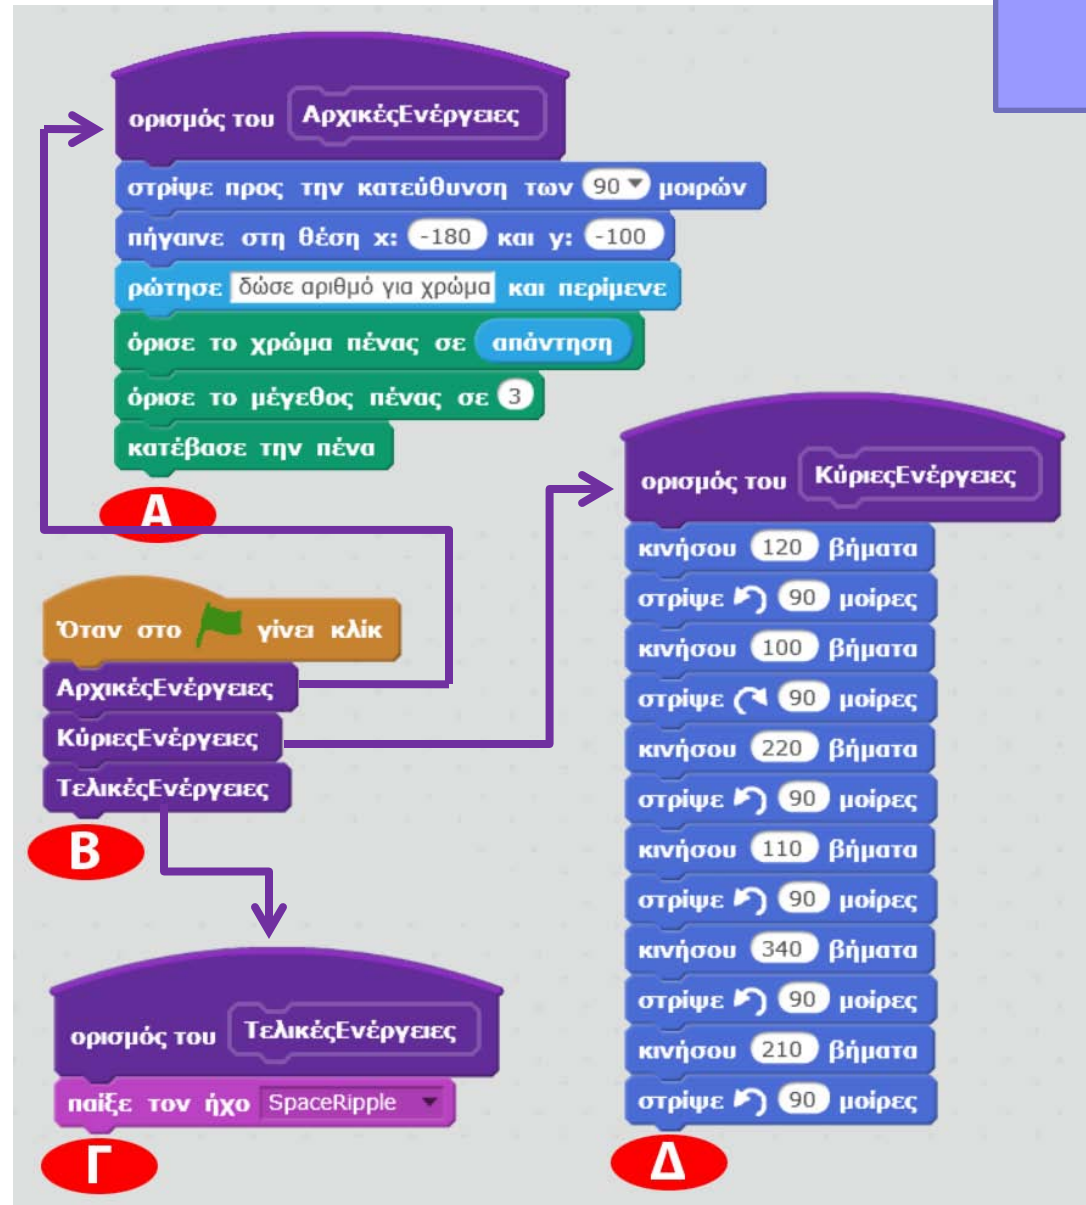 ορισμός του ΑρχικέςΕνέργειες
στρίψε προς την κατεύθυνση των 90 μοιρών
πήγαινε στη θέση x: -180 και y: -100
ρώτησε δώσε αριθμό για χρώμα και περίμενε
όρισε το χρώμα πένας σε απάντηση
όρισε το μέγεθος πένας σε 3
κατέβασε την πένα
Α
Όταν στο γίνει κλίκ
ΑρχικέςΕνέργειες
ΚύριεςΕνέργειες
ΤελικέςΕνέργειες
Β
ορισμός του ΤελικέςΕνέργειες
παίξε τον ήχο SpaceRipple
Γ
ορισμός του ΚύριεςΕνέργειες
κινήσου 120 βήματα
στρίψε 90 μοίρες
κινήσου 100 βήματα
στρίψε 90 μοίρες
κινήσου 220 βήματα
στρίψε 90 μοίρες
κινήσου 110 βήματα
στρίψε 90 μοίρες
κινήσου 340 βήματα
στρίψε 90 μοίρες
κινήσου 210 βήματα
στρίψε 90 μοίρες
Δ